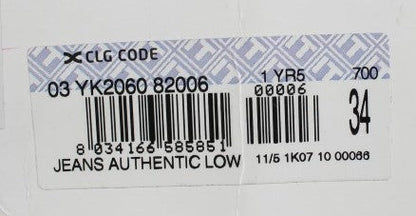 CLG CODE
03 YK2060 82006 1 YR5 700
00006
34
8 034166 585851
JEANS AUTHENTIC LOW 11/5 1K07 10 00066